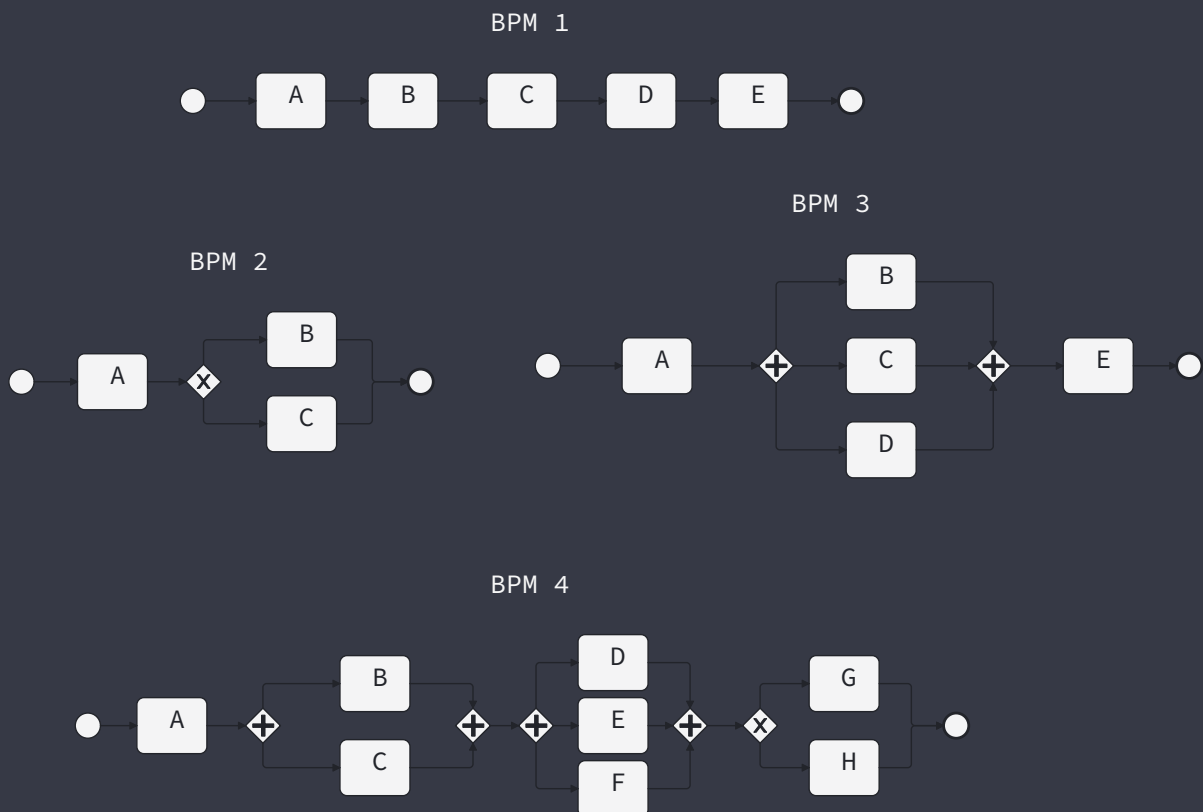 BPM 1
A B C D E
BPM 3
BPM 2
B
B
A X C
A C E
D
BPM 4
D
B G
A E X
C H
F